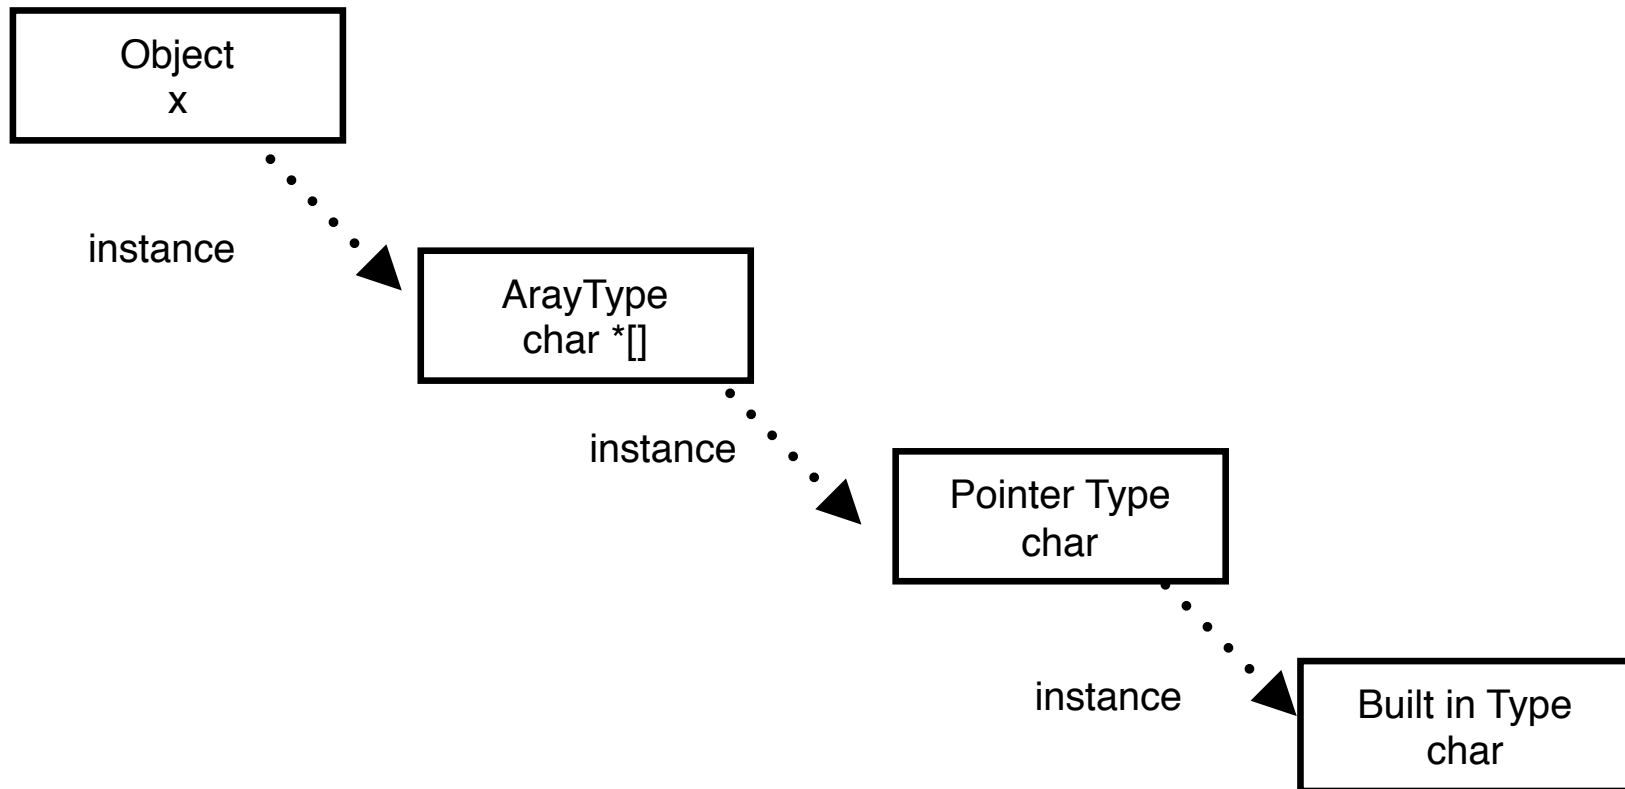 Object
x
instance
ArayType
char *[]
instance
Pointer Type
char
instance
Built in Type
char